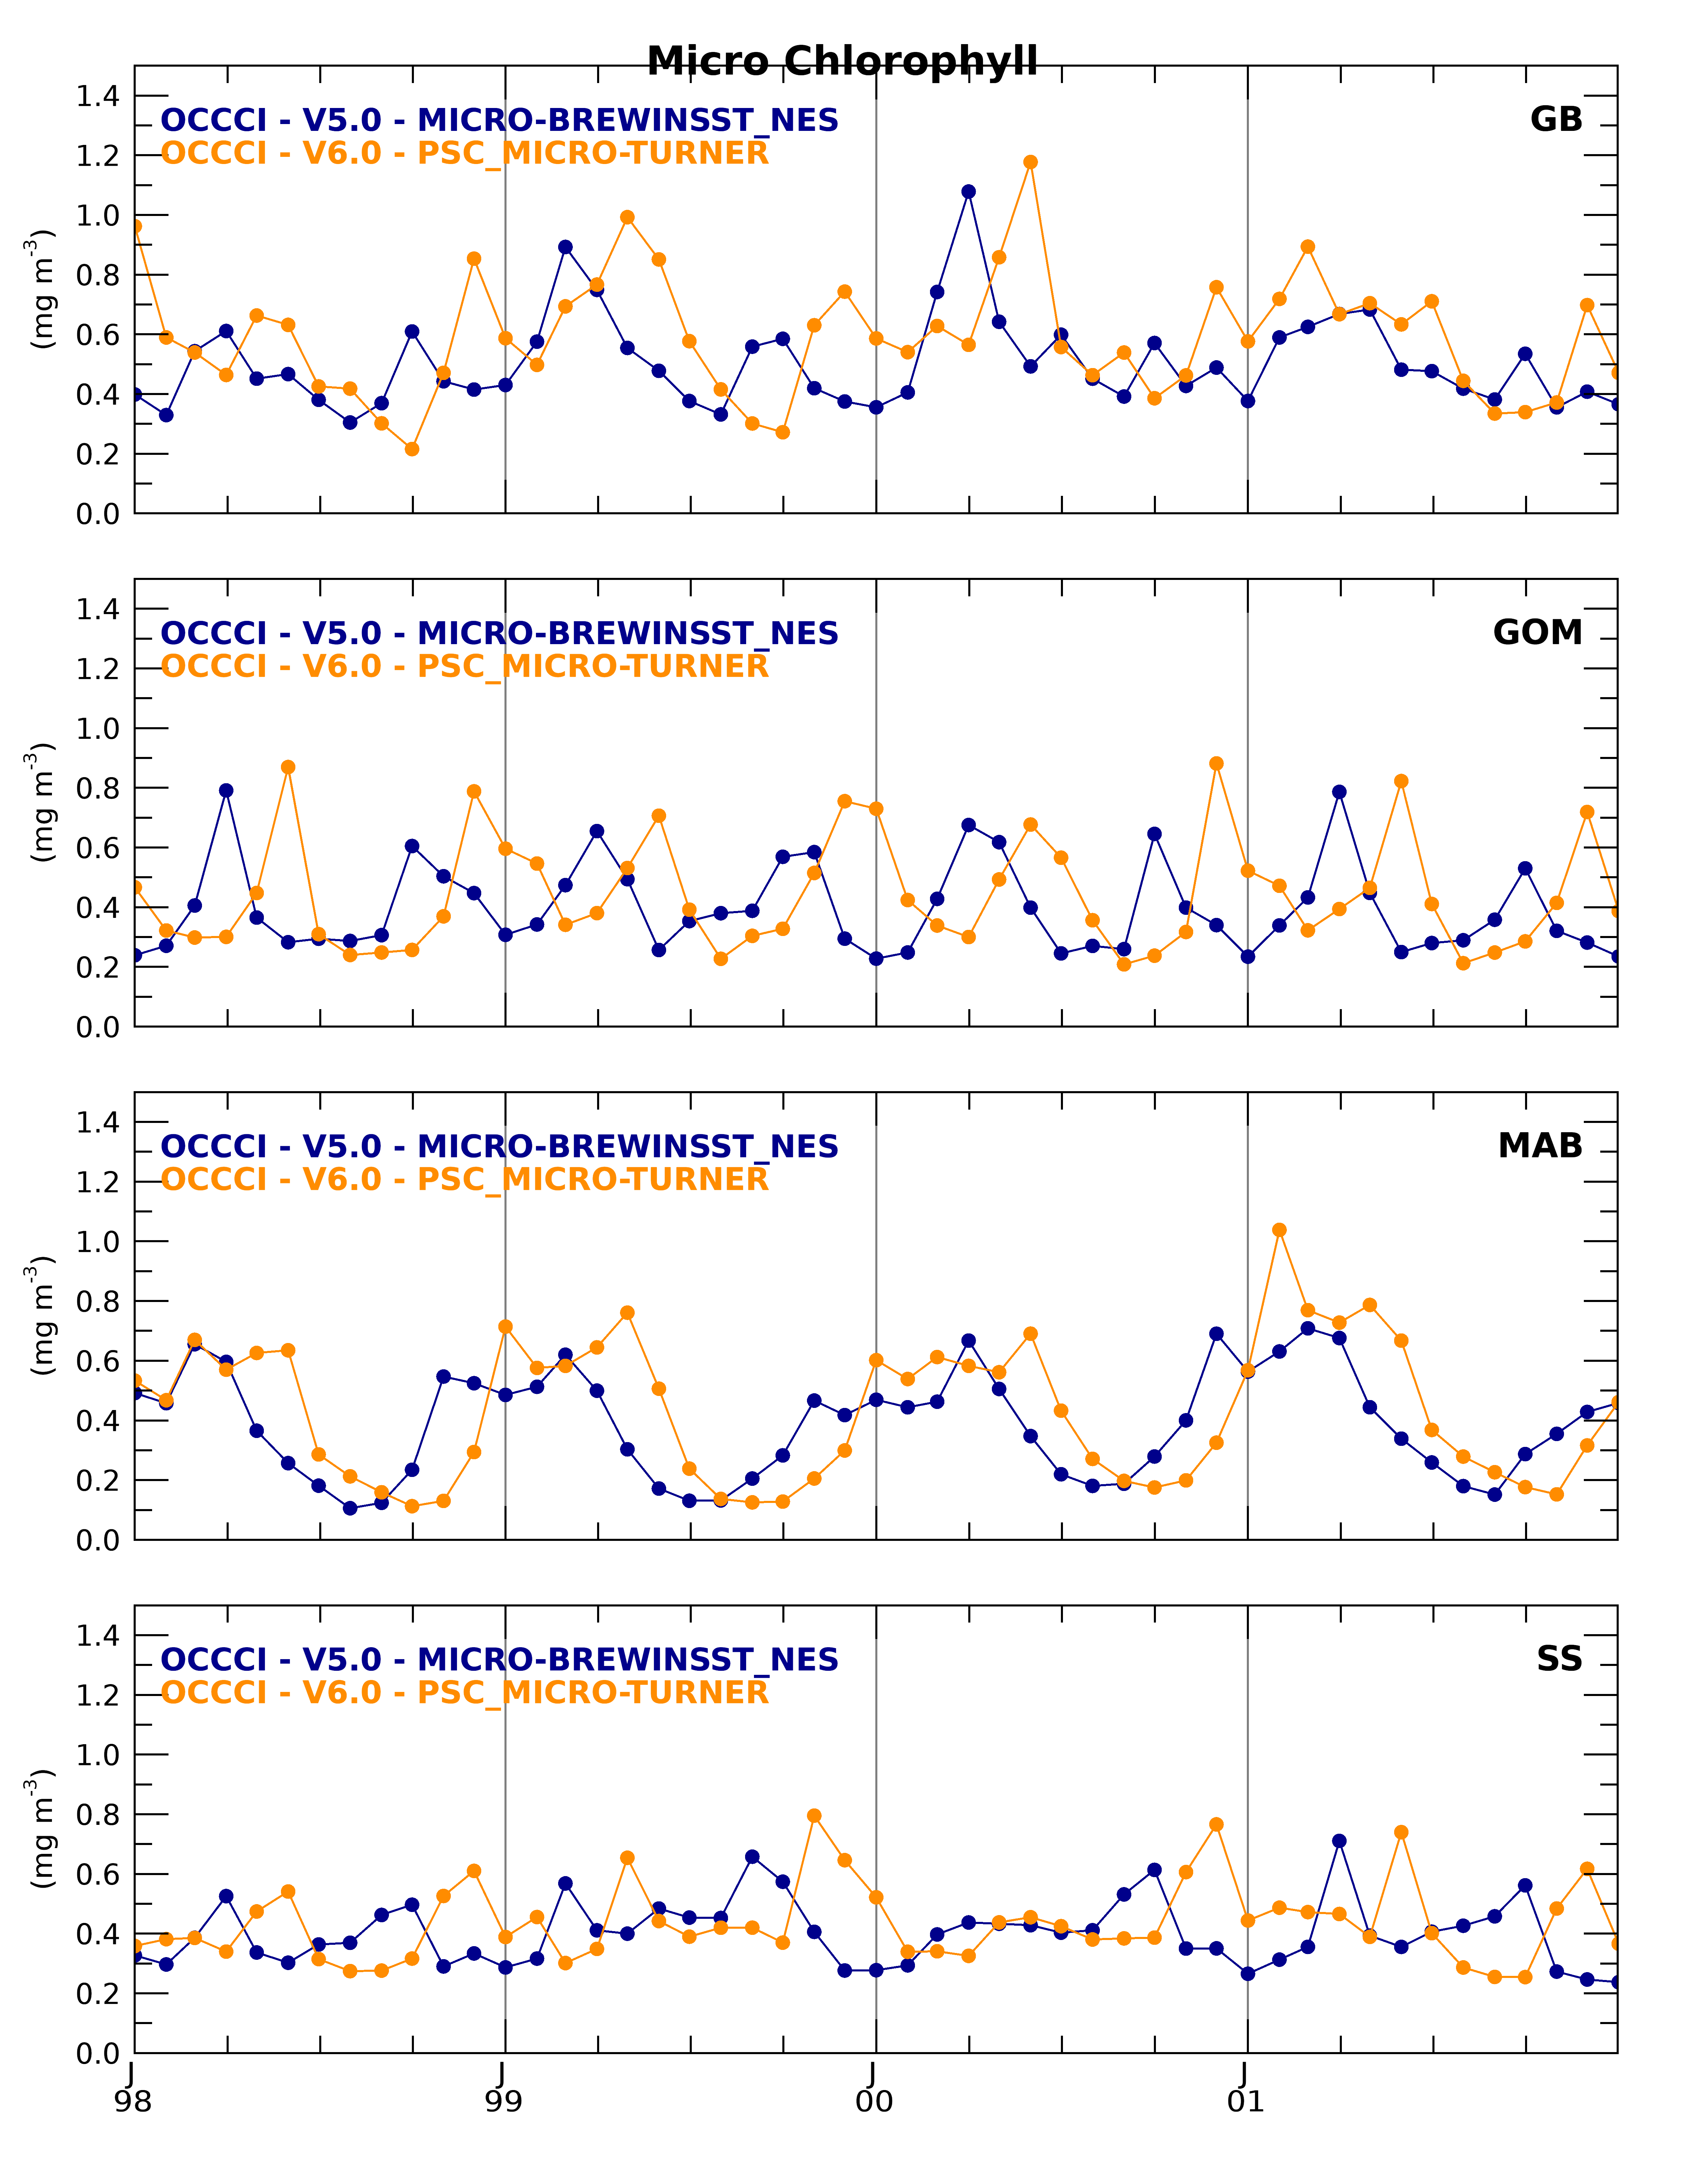 Micro Chlorophyll
OCCCI - V5.0 - MICRO-BREWINSST_NES
OCCCI - V6.0 - PSC_MICRO-TURNER
GB
(mg m-3)
1.4
1.2
1.0
0.8
0.6
0.4
0.2
0.0
OCCCI - V5.0 - MICRO-BREWINSST_NES
OCCCI - V6.0 - PSC_MICRO-TURNER
GOM
(mg m-3)
1.4
1.2
1.0
0.8
0.6
0.4
0.2
0.0
OCCCI - V5.0 - MICRO-BREWINSST_NES
OCCCI - V6.0 - PSC_MICRO-TURNER
MAB
(mg m-3)
1.4
1.2
1.0
0.8
0.6
0.4
0.2
0.0
OCCCI - V5.0 - MICRO-BREWINSST_NES
OCCCI - V6.0 - PSC_MICRO-TURNER
SS
(mg m-3)
1.4
1.2
1.0
0.8
0.6
0.4
0.2
0.0
J J J J
98 99 00 01